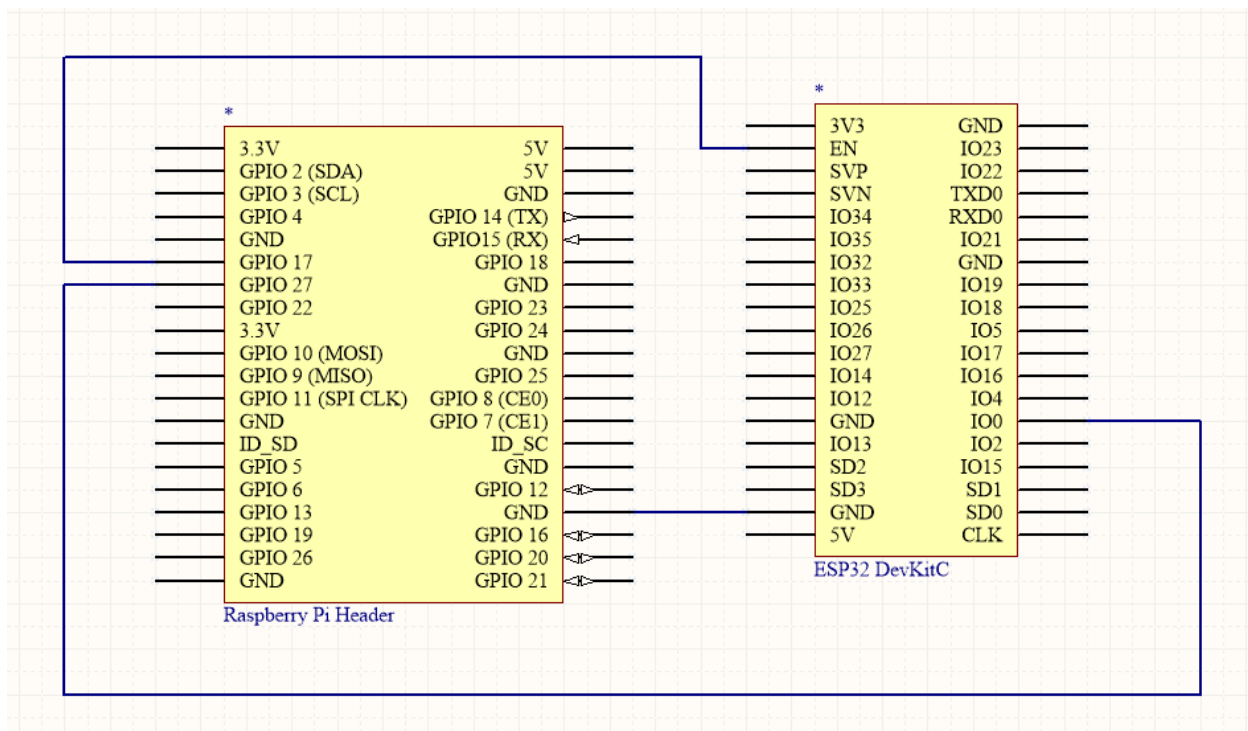 *
3.3V 5V
GPIO 2 (SDA) 5V
GPIO 3 (SCL) GND
GPIO 4 GPIO 14 (TX)
GND GPIO15 (RX)
GPIO 17 GPIO 18
GPIO 27 GND
GPIO 22 GPIO 23
3.3V GPIO 24
GPIO 10 (MOSI) GND
GPIO 9 (MISO) GPIO 25
GPIO 11 (SPI CLK) GPIO 8 (CE0)
GND GPIO 7 (CE1)
ID_SD ID_SC
GPIO 5 GND
GPIO 6 GPIO 12
GPIO 13 GND
GPIO 19 GPIO 16
GPIO 26 GPIO 20
GND GPIO 21
Raspberry Pi Header
*
3V3 GND
EN IO23
SVP IO22
SVN TXD0
IO34 RXD0
IO35 IO21
IO32 GND
IO33 IO19
IO25 IO18
IO26 IO5
IO27 IO17
IO14 IO16
IO12 IO4
GND IO0
IO13 IO2
SD2 IO15
SD3 SD1
GND SD0
5V CLK
ESP32 DevKitC